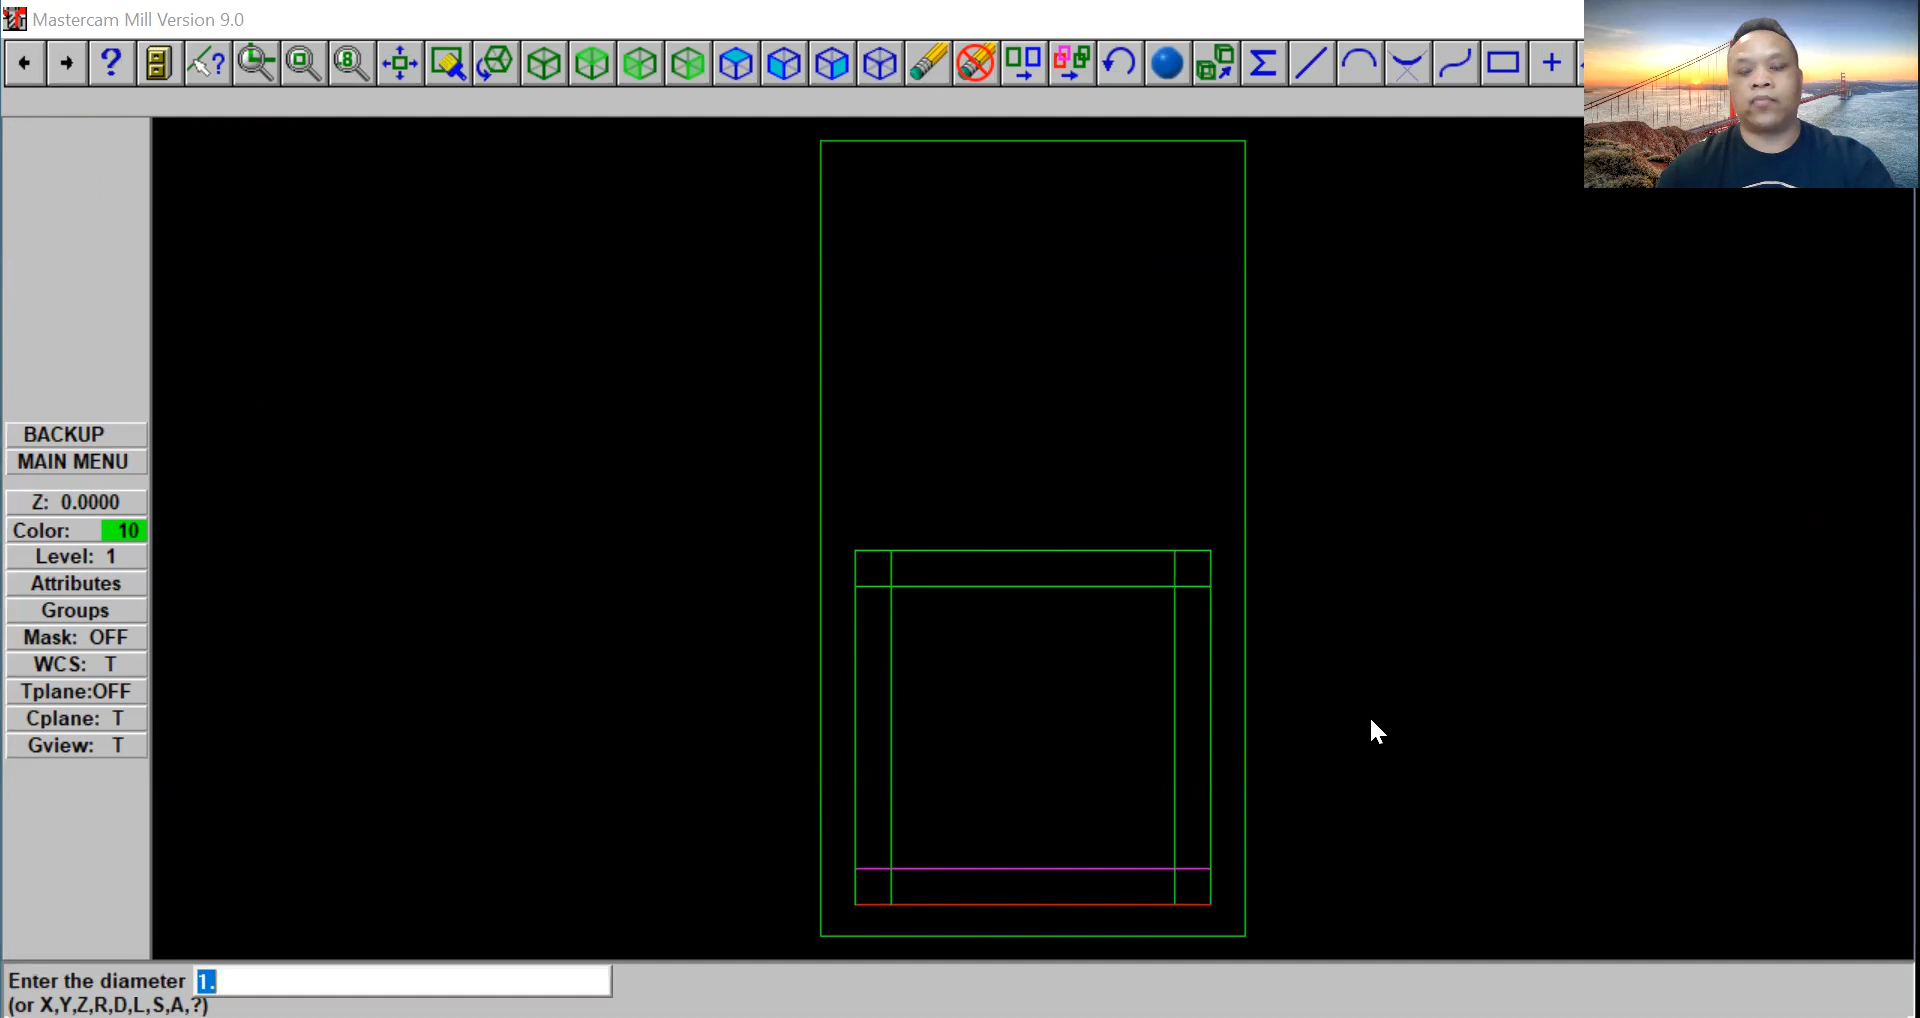 Mastercam Mill Version 9.0
BACKUP
MAIN MENU
Z: 0.0000
Color: 10
Level: 1
Attributes
Groups
Mask: OFF
WCS: T
Tplane:OFF
Cplane: T
Gview: T
Enter the diameter 1.
(or X,Y,Z,R,D,L,S,A,?)